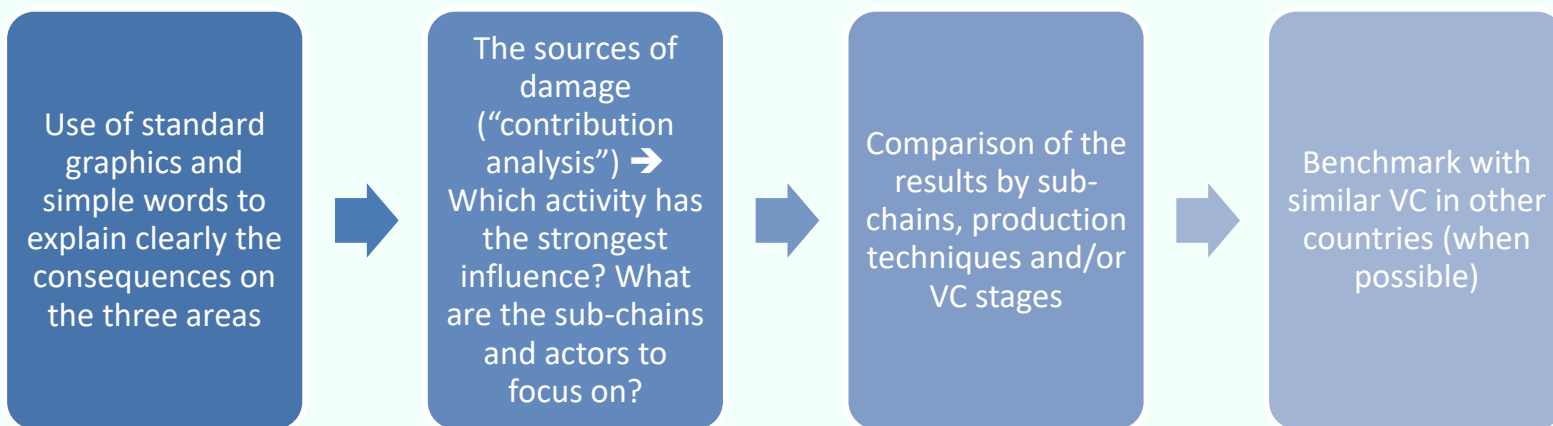 Use of standard
graphics and
simple words to
explain clearly the
consequences on
the three areas
The sources of
damage
(“contribution
analysis”) ➔
Which activity has
the strongest
influence? What
are the sub-chains
and actors to
focus on?
Comparison of the
results by sub-
chains, production
techniques and/or
VC stages
Benchmark with
similar VC in other
countries (when
possible)